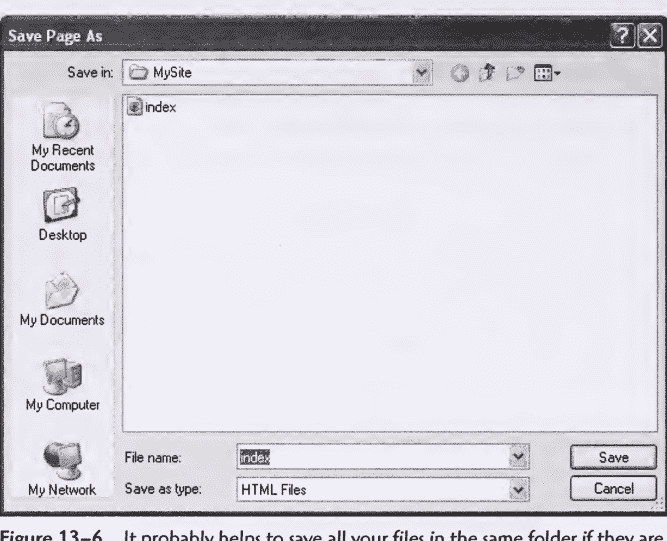 Save Page As
Save in: MySite
index
My Recent
Documents
Desktop
My Documents
My Computer
My Network
File name: index
Save as type: HTML Files
Save
Cancel
Figure 13–6 It probably helps to save all your files in the same folder if they are